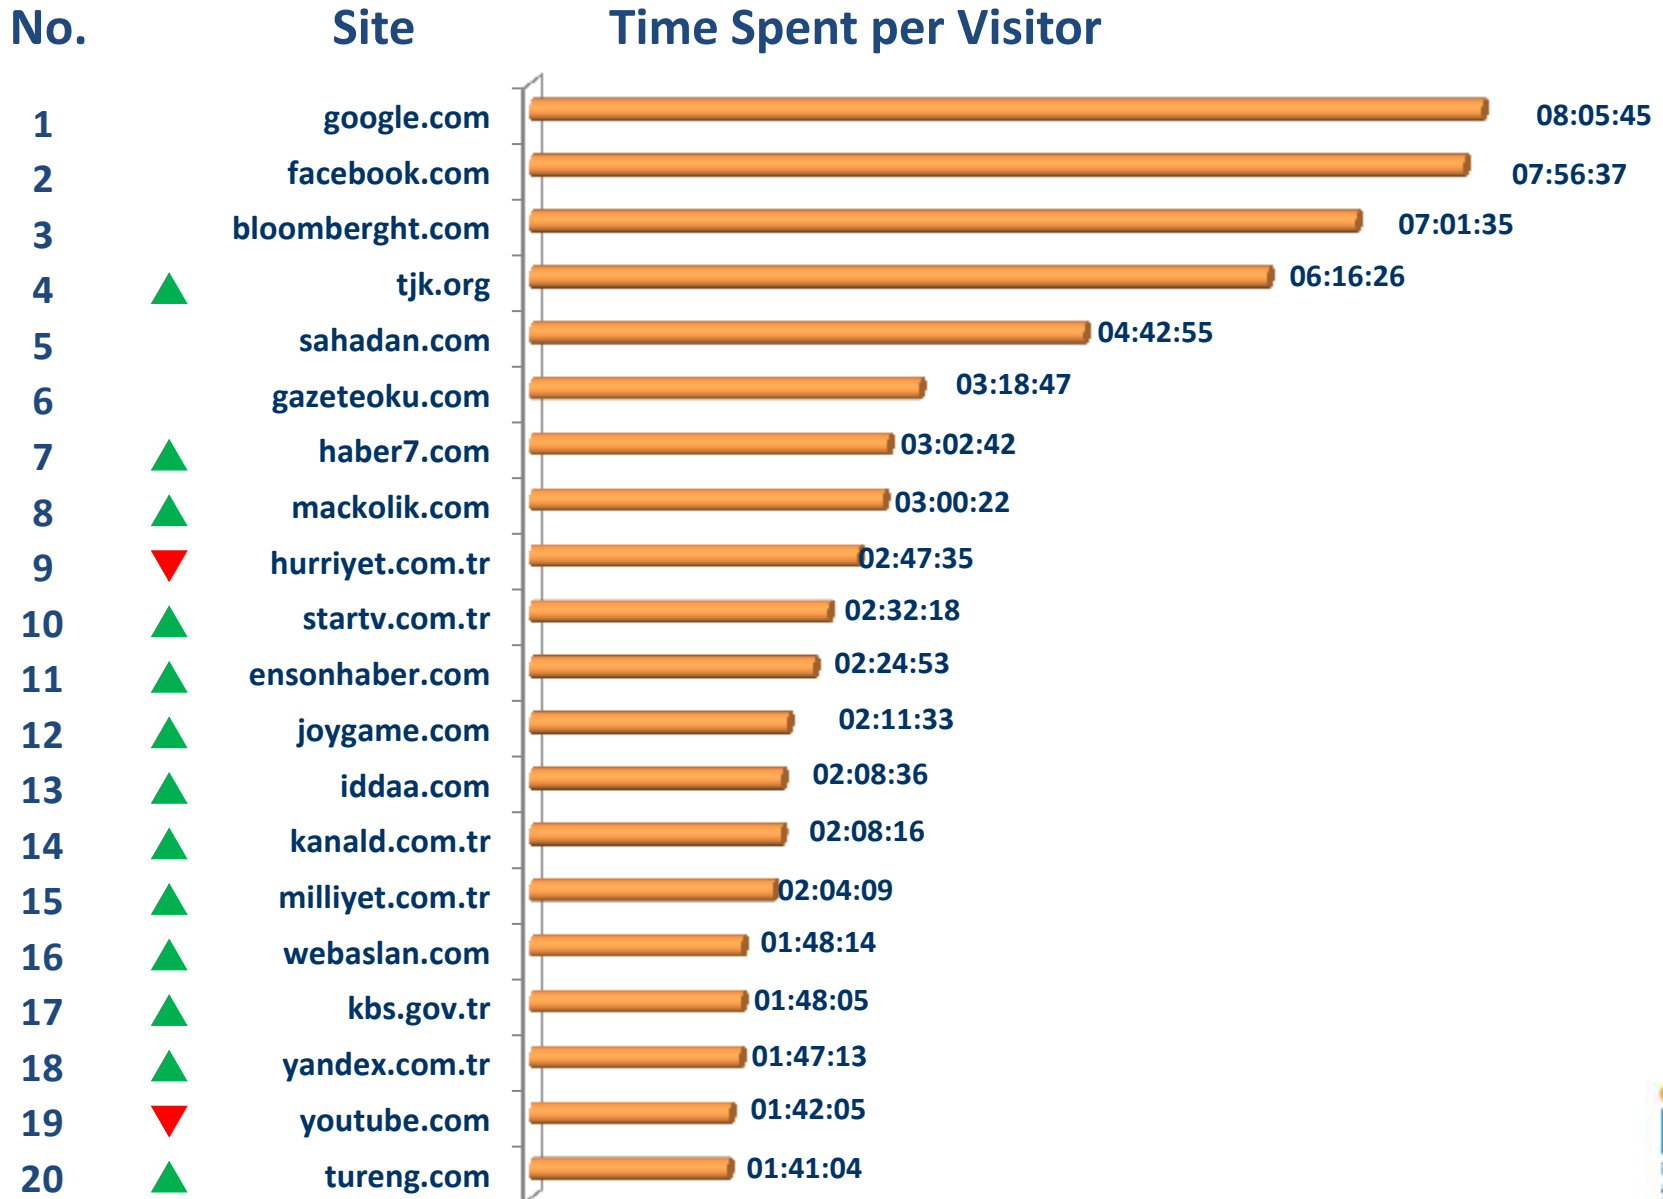 No. Site Time Spent per Visitor
1 google.com 08:05:45
2 facebook.com 07:56:37
3 bloomberght.com 07:01:35
4 tjk.org 06:16:26
5 sahadan.com 04:42:55
6 gazeteoku.com 03:18:47
7 haber7.com 03:02:42
8 mackolik.com 03:00:22
9 hurriyet.com.tr 02:47:35
10 startv.com.tr 02:32:18
11 ensonhaber.com 02:24:53
12 joygame.com 02:11:33
13 iddaa.com 02:08:36
14 kanald.com.tr 02:08:16
15 milliyet.com.tr 02:04:09
16 webaslan.com 01:48:14
17 kbs.gov.tr 01:48:05
18 yandex.com.tr 01:47:13
19 youtube.com 01:42:05
20 tureng.com 01:41:04